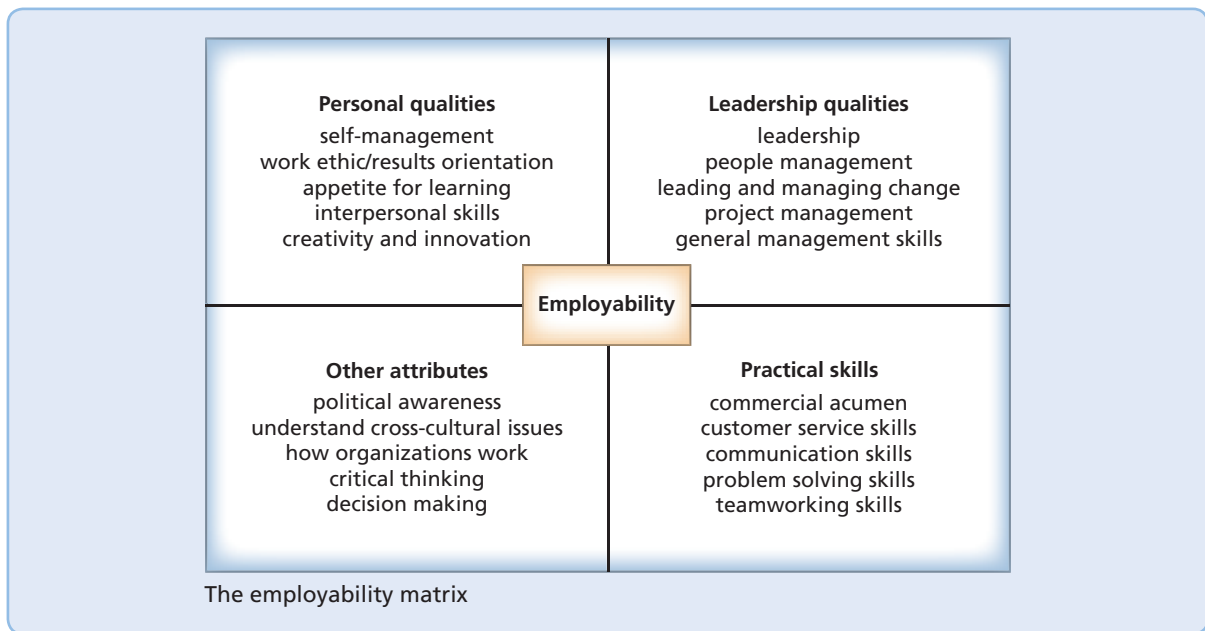 Personal qualities
self-management
work ethic/results orientation
appetite for learning
interpersonal skills
creativity and innovation
Leadership qualities
leadership
people management
leading and managing change
project management
general management skills
Employability
Other attributes
political awareness
understand cross-cultural issues
how organizations work
critical thinking
decision making
Practical skills
commercial acumen
customer service skills
communication skills
problem solving skills
teamworking skills
The employability matrix